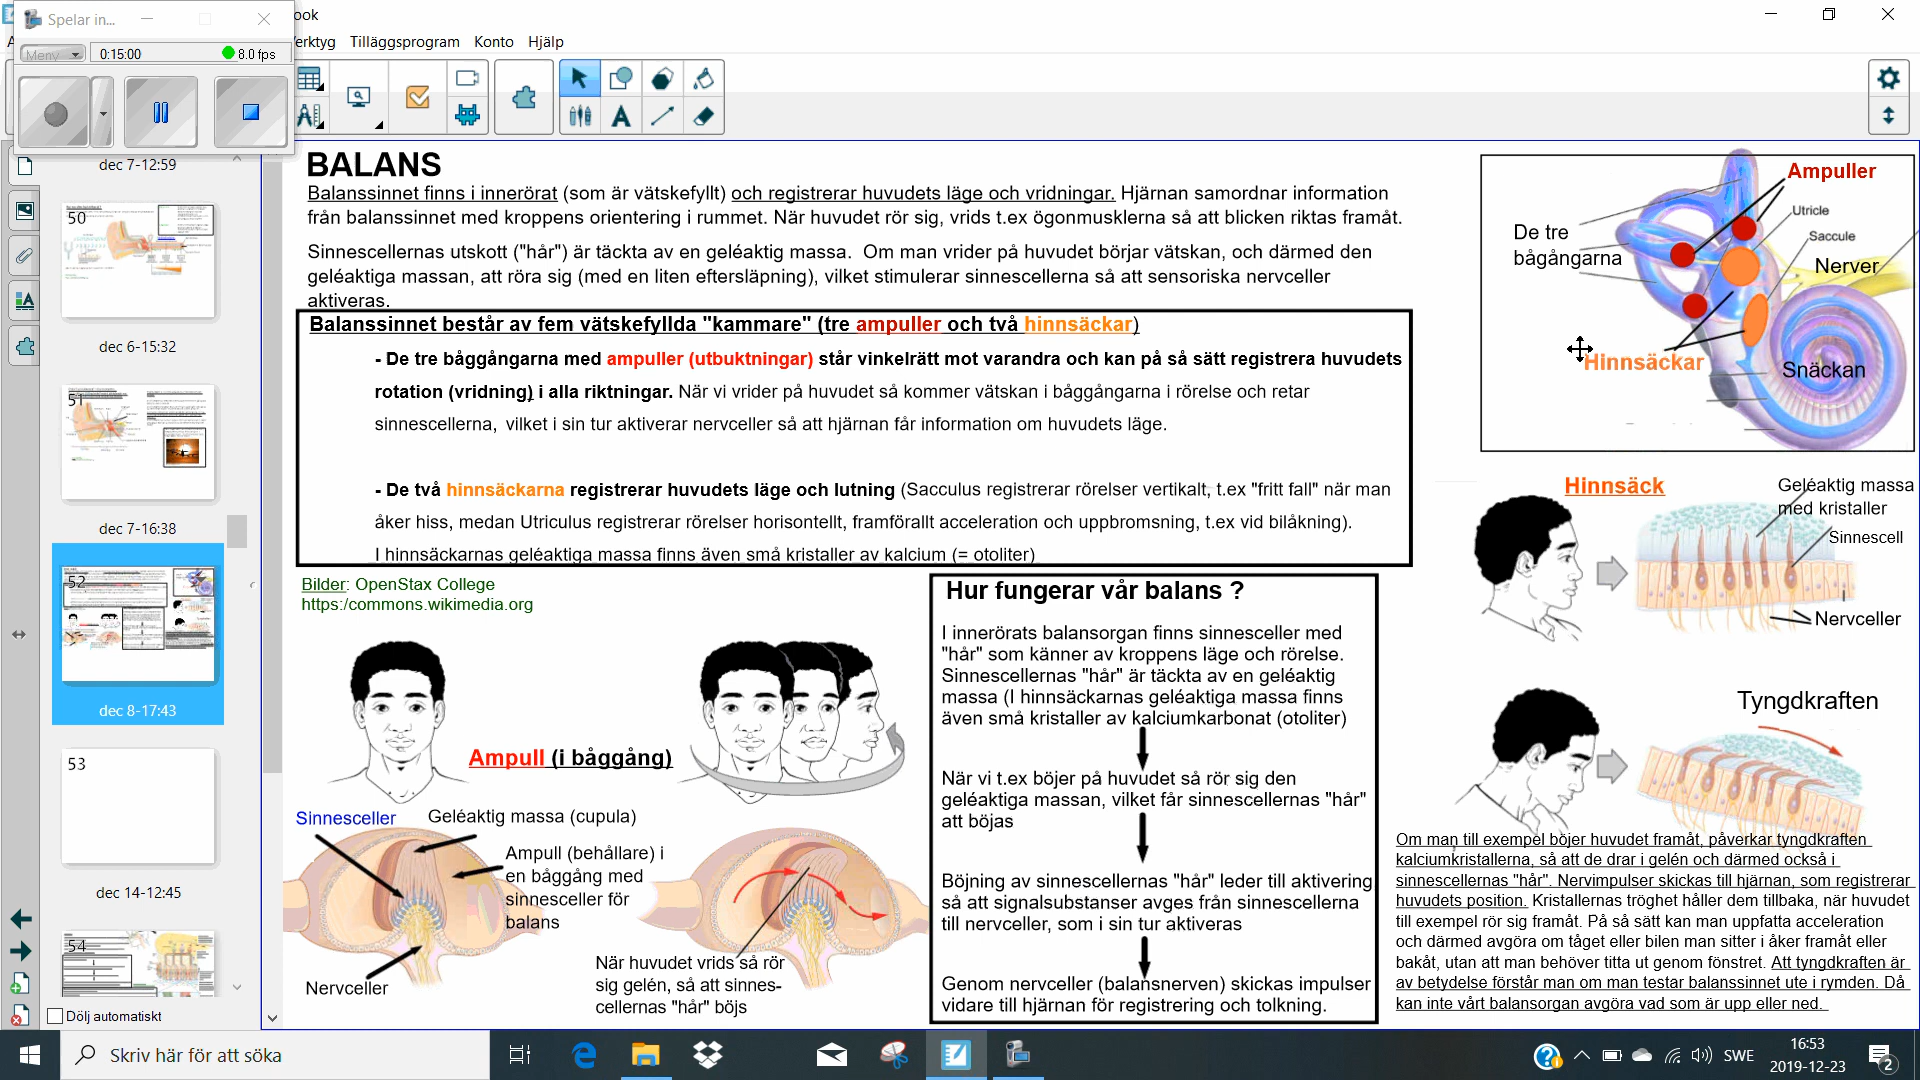 Spelar in...
ook
Meny
0:15:00
8.0 fps
erktyg Tilläggsprogram Konto Hjälp
dec 7-12:59
50
dec 6-15:32
51
dec 7-16:38
52
dec 8-17:43
53
dec 14-12:45
54
Dölj automatiskt
BALANS
Balanssinnet finns i innerörat (som är vätskefyllt) och registrerar huvudets läge och vridningar. Hjärnan samordnar information
från balanssinnet med kroppens orientering i rummet. När huvudet rör sig, vrids t.ex ögonmusklerna så att blicken riktas framåt.
Sinnescellernas utskott ("hår") är täckta av en geléaktig massa. Om man vrider på huvudet börjar vätskan, och därmed den
geléaktiga massan, att röra sig (med en liten eftersläpning), vilket stimulerar sinnescellerna så att sensoriska nervceller
aktiveras.
Balanssinnet består av fem vätskefyllda "kammare" (tre ampuller och två hinnsäckar)
- De tre båggångarna med ampuller (utbuktningar) står vinkelrätt mot varandra och kan på så sätt registrera huvudets
rotation (vridning) i alla riktningar. När vi vrider på huvudet så kommer vätskan i båggångarna i rörelse och retar
sinnescellerna, vilket i sin tur aktiverar nervceller så att hjärnan får information om huvudets läge.
- De två hinnsäckarna registrerar huvudets läge och lutning (Sacculus registrerar rörelser vertikalt, t.ex "fritt fall" när man
åker hiss, medan Utriculus registrerar rörelser horisontellt, framförallt acceleration och uppbromsning, t.ex vid bilåkning).
I hinnsäckarnas geléaktiga massa finns även små kristaller av kalcium (= otoliter)
Bilder: OpenStax College
https:/commons.wikimedia.org
Ampull (i båggång)
Sinnesceller
Geléaktig massa (cupula)
Ampull (behållare) i
en båggång med
sinnesceller för
balans
Nervceller
När huvudet vrids så rör
sig gelén, så att sinnes-
cellernas "hår" böjs
Hur fungerar vår balans ?
I innerörats balansorgan finns sinnesceller med
"hår" som känner av kroppens läge och rörelse.
Sinnescellernas "hår" är täckta av en geléaktig
massa (I hinnsäckarnas geléaktiga massa finns
även små kristaller av kalciumkarbonat (otoliter)
När vi t.ex böjer på huvudet så rör sig den
geléaktiga massan, vilket får sinnescellernas "hår"
att böjas
Böjning av sinnescellernas "hår" leder till aktivering
så att signalsubstanser avges från sinnescellerna
till nervceller, som i sin tur aktiveras
Genom nervceller (balansnerven) skickas impulser
vidare till hjärnan för registrering och tolkning.
Ampuller
Utricle
De tre
bågångarna
Saccule
Nerver
Hinnsäckar
Snäckan
Hinnsäck
Geléaktig massa
med kristaller
Sinnescell
Nervceller
Tyngdkraften
Om man till exempel böjer huvudet framåt, påverkar tyngdkraften
kalciumkristallerna, så att de drar i gelén och därmed också i
sinnescellernas "hår". Nervimpulser skickas till hjärnan, som registrerar
huvudets position. Kristallernas tröghet håller dem tillbaka, när huvudet
till exempel rör sig framåt. På så sätt kan man uppfatta acceleration
och därmed avgöra om tåget eller bilen man sitter i åker framåt eller
bakåt, utan att man behöver titta ut genom fönstret. Att tyngdkraften är
av betydelse förstår man om man testar balanssinnet ute i rymden. Då
kan inte vårt balansorgan avgöra vad som är upp eller ned.
Skriv här för att söka
SWE
16:53
2019-12-23
2